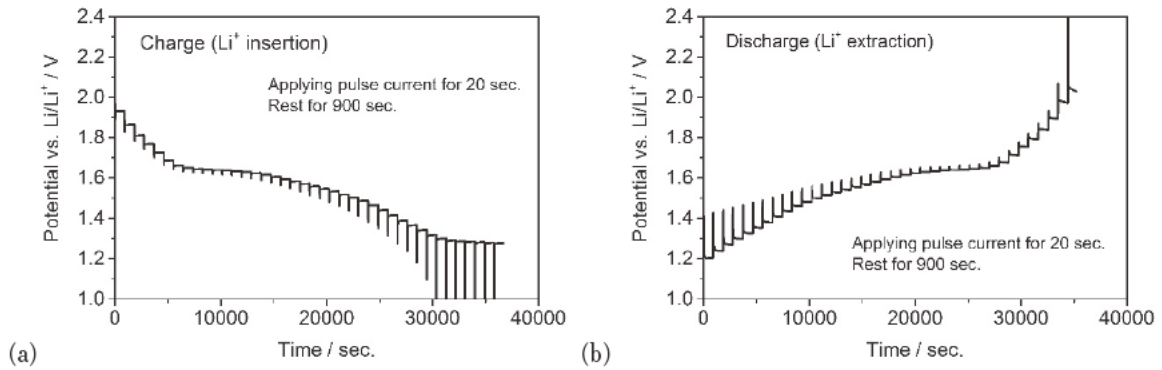 Charge (Li⁺ insertion)
Applying pulse current for 20 sec.
Rest for 900 sec.
Potential vs. Li/Li⁺ / V
2.4
2.2
2.0
1.8
1.6
1.4
1.2
1.0
0
10000
20000
30000
40000
Time / sec.
(a)
Discharge (Li⁺ extraction)
Applying pulse current for 20 sec.
Rest for 900 sec.
Potential vs. Li/Li⁺ / V
2.4
2.2
2.0
1.8
1.6
1.4
1.2
1.0
0
10000
20000
30000
40000
Time / sec.
(b)